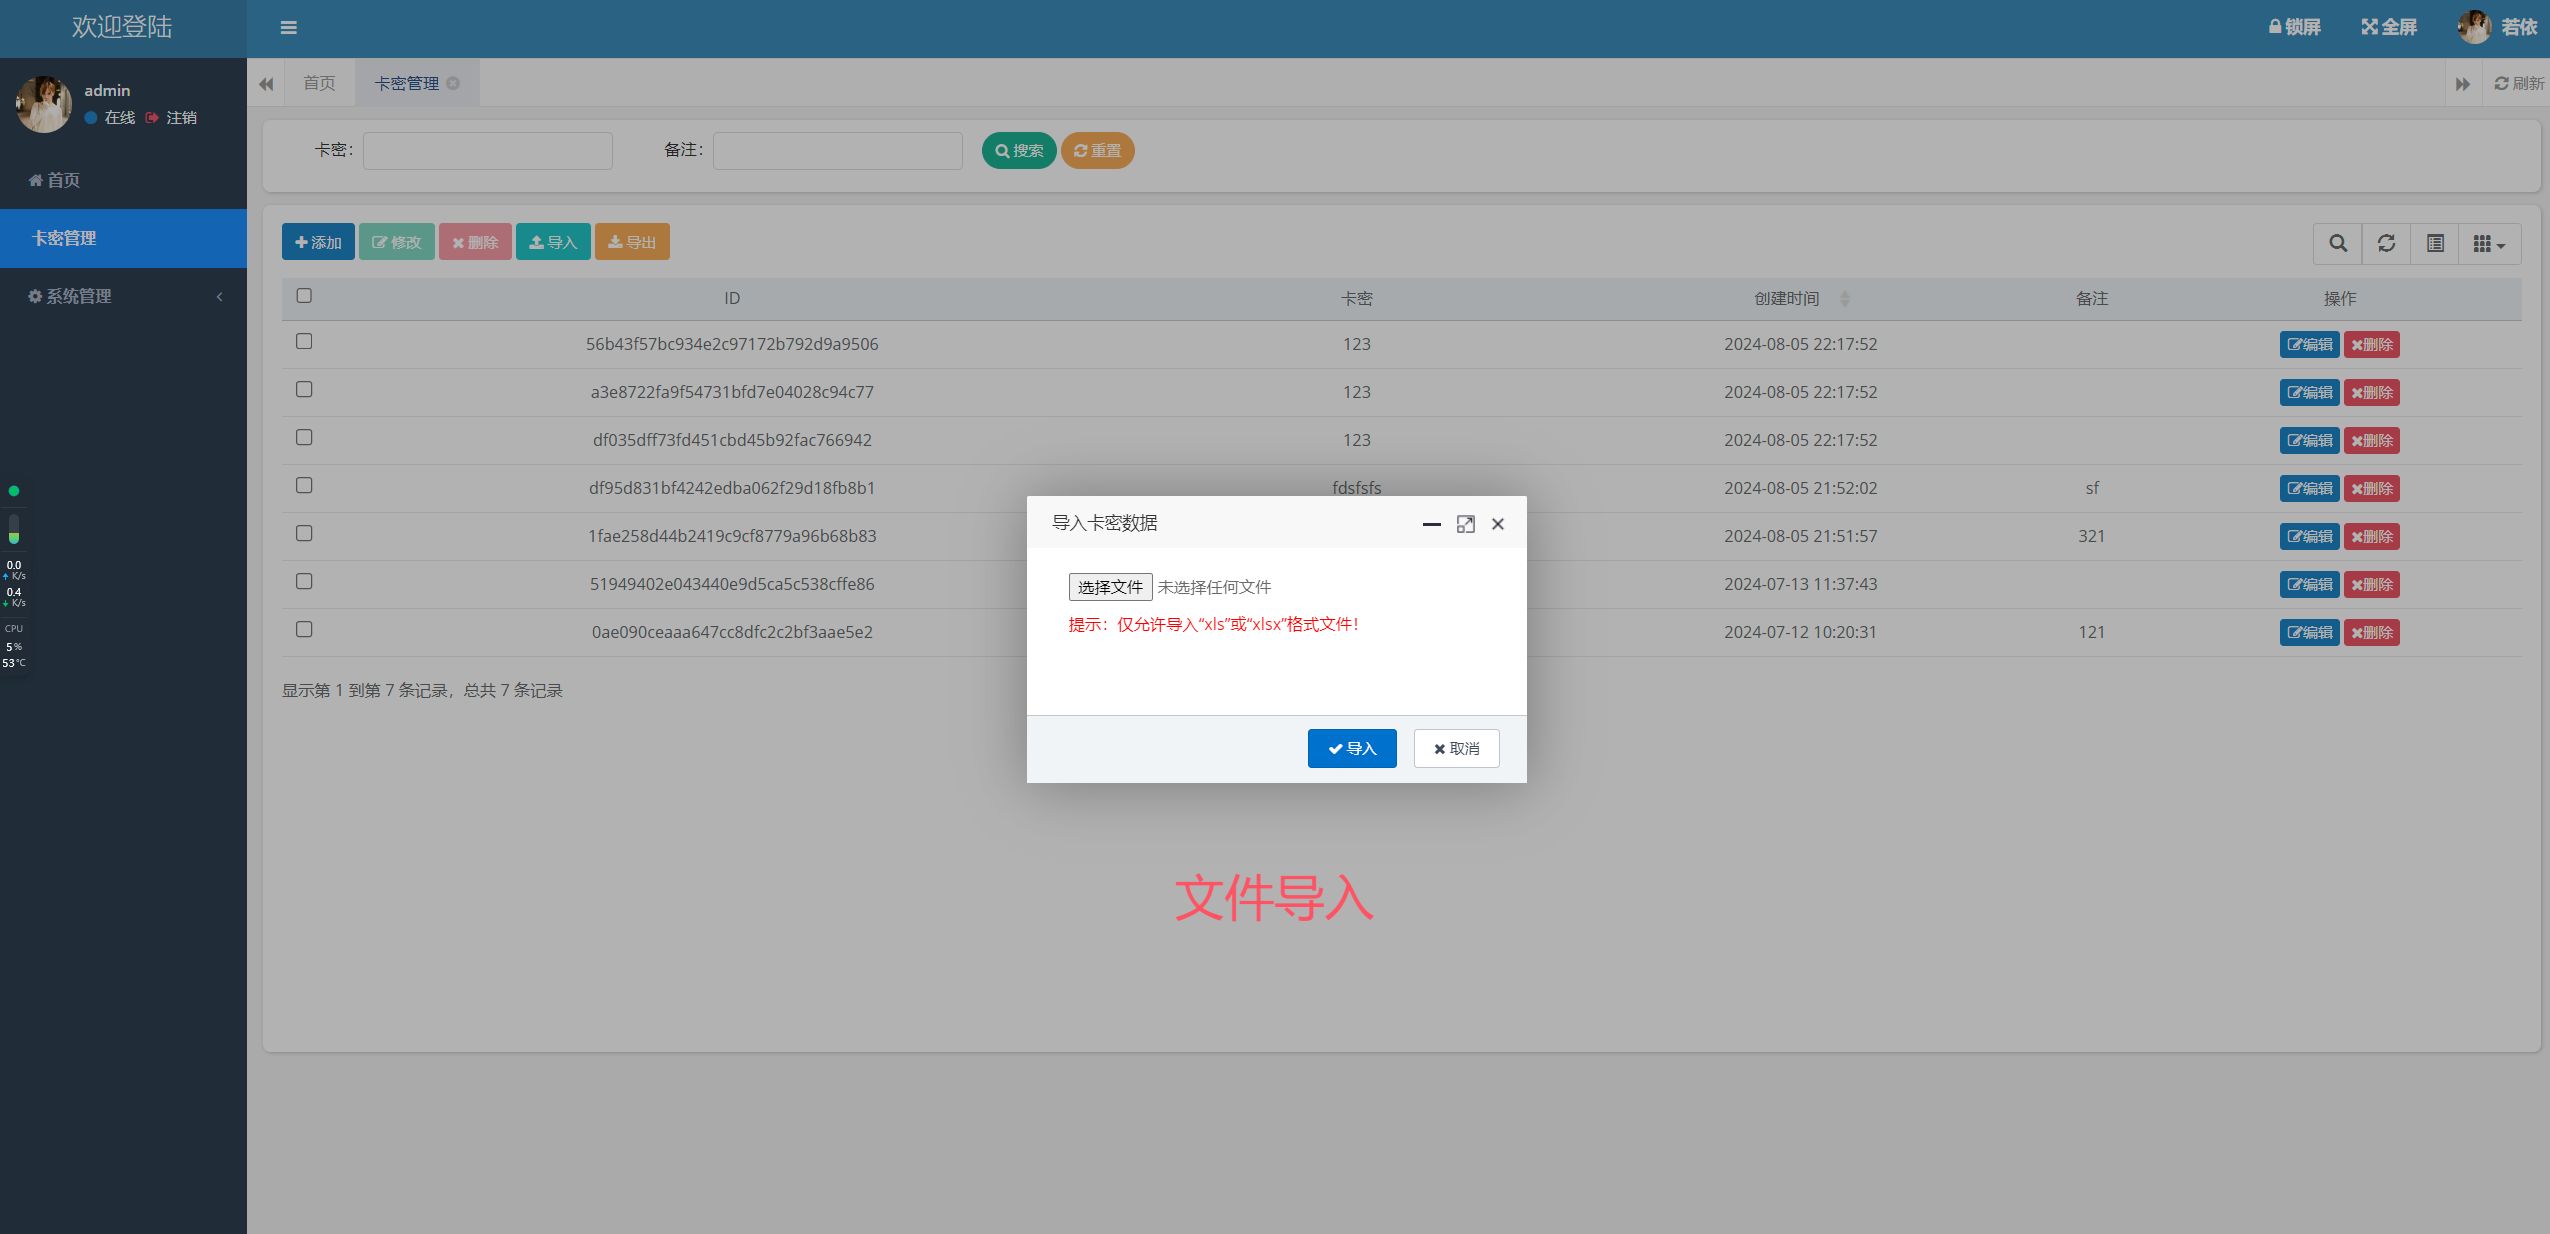 欢迎登陆
锁屏
全屏
若依
admin
在线 注销
首页
卡密管理
系统管理
首页
卡密管理
刷新
卡密：
备注：
搜索
重置
添加
修改
删除
导入
导出
ID 卡密 创建时间 备注 操作
56b43f57bc934e2c97172b792d9a9506 123 2024-08-05 22:17:52 编辑 删除
a3e8722fa9f54731bfd7e04028c94c77 123 2024-08-05 22:17:52 编辑 删除
df035dff73fd451cbd45b92fac766942 123 2024-08-05 22:17:52 编辑 删除
df95d831bf4242edba062f29d18fb8b1 fdsfsfs 2024-08-05 21:52:02 sf 编辑 删除
1fae258d44b2419c9cf8779a96b68b83 2024-08-05 21:51:57 321 编辑 删除
51949402e043440e9d5ca5c538cffe86 2024-07-13 11:37:43 编辑 删除
0ae090ceaaa647cc8dfc2c2bf3aae5e2 2024-07-12 10:20:31 121 编辑 删除
显示第 1 到第 7 条记录，总共 7 条记录
导入卡密数据
选择文件 未选择任何文件
提示：仅允许导入“xls”或“xlsx”格式文件！
导入
取消
文件导入
0.0
K/s
0.4
K/s
CPU
5%
53°C